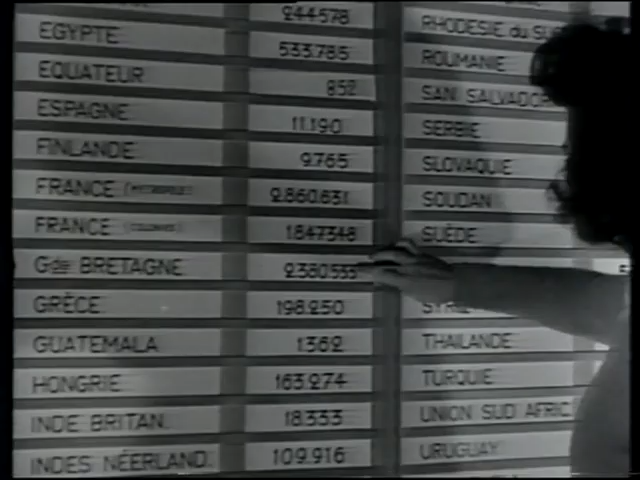 244.578
EGYPTE 533.785
EQUATEUR 852
ESPAGNE 11.190
FINLANDE 9.765
FRANCE (MÉTROPOLE) 2.860.631
FRANCE (COLONIES) 1.847.348
Gde BRETAGNE 2.380.555
GRÈCE 198.250
GUATEMALA 1.362
HONGRIE 163.274
INDE BRITAN. 18.333
INDES NÉERLAND. 109.916
RHODESIE du SU
ROUMANIE
SAN SALVADOR
SERBIE
SLOVAQUIE
SOUDAN
SUÈDE
THAILANDE
TURQUIE
UNION SUD AFRIC.
URUGUAY